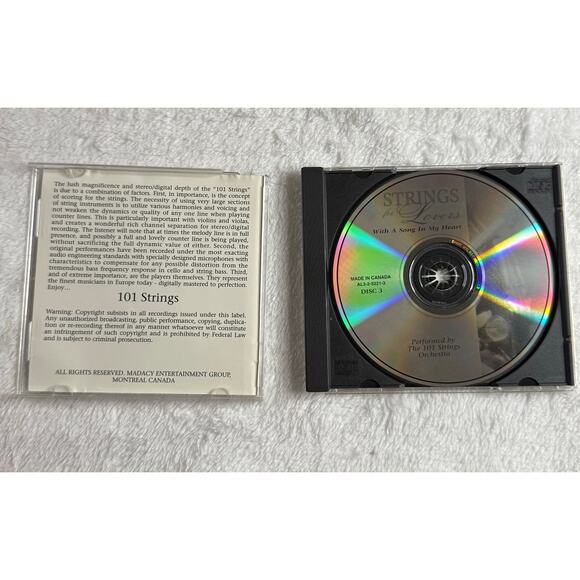 The lush magnificence and stereo/digital depth of the "101 Strings"
is due to a combination of factors. First, in importance, is the concept
of scoring for the strings. The necessity of using very large sections
of string instruments is to utilize various harmonies and voicing and
not weaken the dynamics or quality of any one line when playing
counter lines. This is particularly important with violins and violas,
and creates a wonderful rich channel separation for stereo/digital
recording. The listener will note that at times the melody line is in full
presence, and possibly a full and lovely counter line is being played,
without sacrificing the full dynamic value of either. Second, the
original performances have been recorded under the most exacting
audio engineering standards with specially designed microphones with
characteristics to compensate for any possible distortion from the
tremendous bass frequency response in cello and string bass. Third,
and of extreme importance, are the players themselves. They represent
the finest musicians in Europe today - digitally mastered to perfection.
Enjoy...
101 Strings
Warning: Copyright subsists in all recordings issued under this label.
Any unauthorized broadcasting, public performance, copying, duplica-
tion or re-recording thereof in any manner whatsoever will constitute
an infringement of such copyright and is prohibited by Federal Law
and is subject to criminal prosecution.
ALL RIGHTS RESERVED. MADACY ENTERTAINMENT GROUP,
MONTREAL CANADA
STRINGS
for
Lovers
With A Song In My Heart
MADE IN CANADA
AL3-2-5221-3
DISC 3
Performed by
The 101 Strings
Orchestra